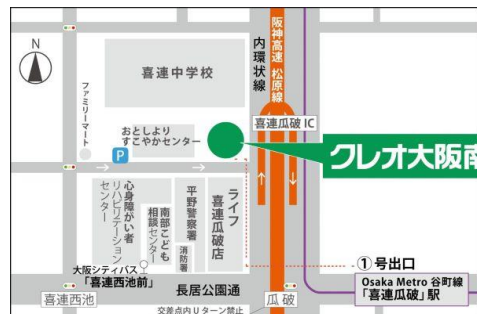 N
喜連中学校
ファミリーマート
おとしより
すこやかセンター
P
内環状線
阪神高速 松原線
喜連瓜破 IC
クレオ大阪南
心身障がい者
リハビリテーション
センター
南部こども
相談センター
平野警察署
消防署
ライフ
喜連瓜破店
大阪シティバス
「喜連西池前」
喜連西池
長居公園通
交差点内Uターン禁止
瓜破
①号出口
Osaka Metro 谷町線
「喜連瓜破」駅